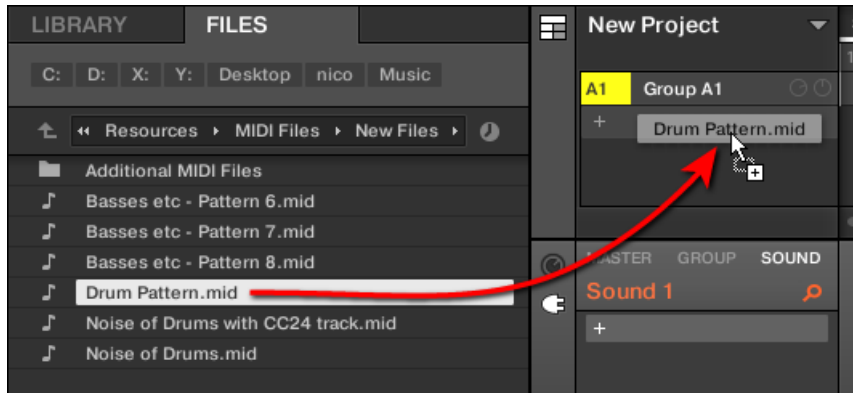 LIBRARY FILES
C: D: X: Y: Desktop nico Music
Resources MIDI Files New Files
Additional MIDI Files
Basses etc - Pattern 6.mid
Basses etc - Pattern 7.mid
Basses etc - Pattern 8.mid
Drum Pattern.mid
Noise of Drums with CC24 track.mid
Noise of Drums.mid
New Project
1
A1 Group A1
+ Drum Pattern.mid
MASTER GROUP SOUND
Sound 1
+